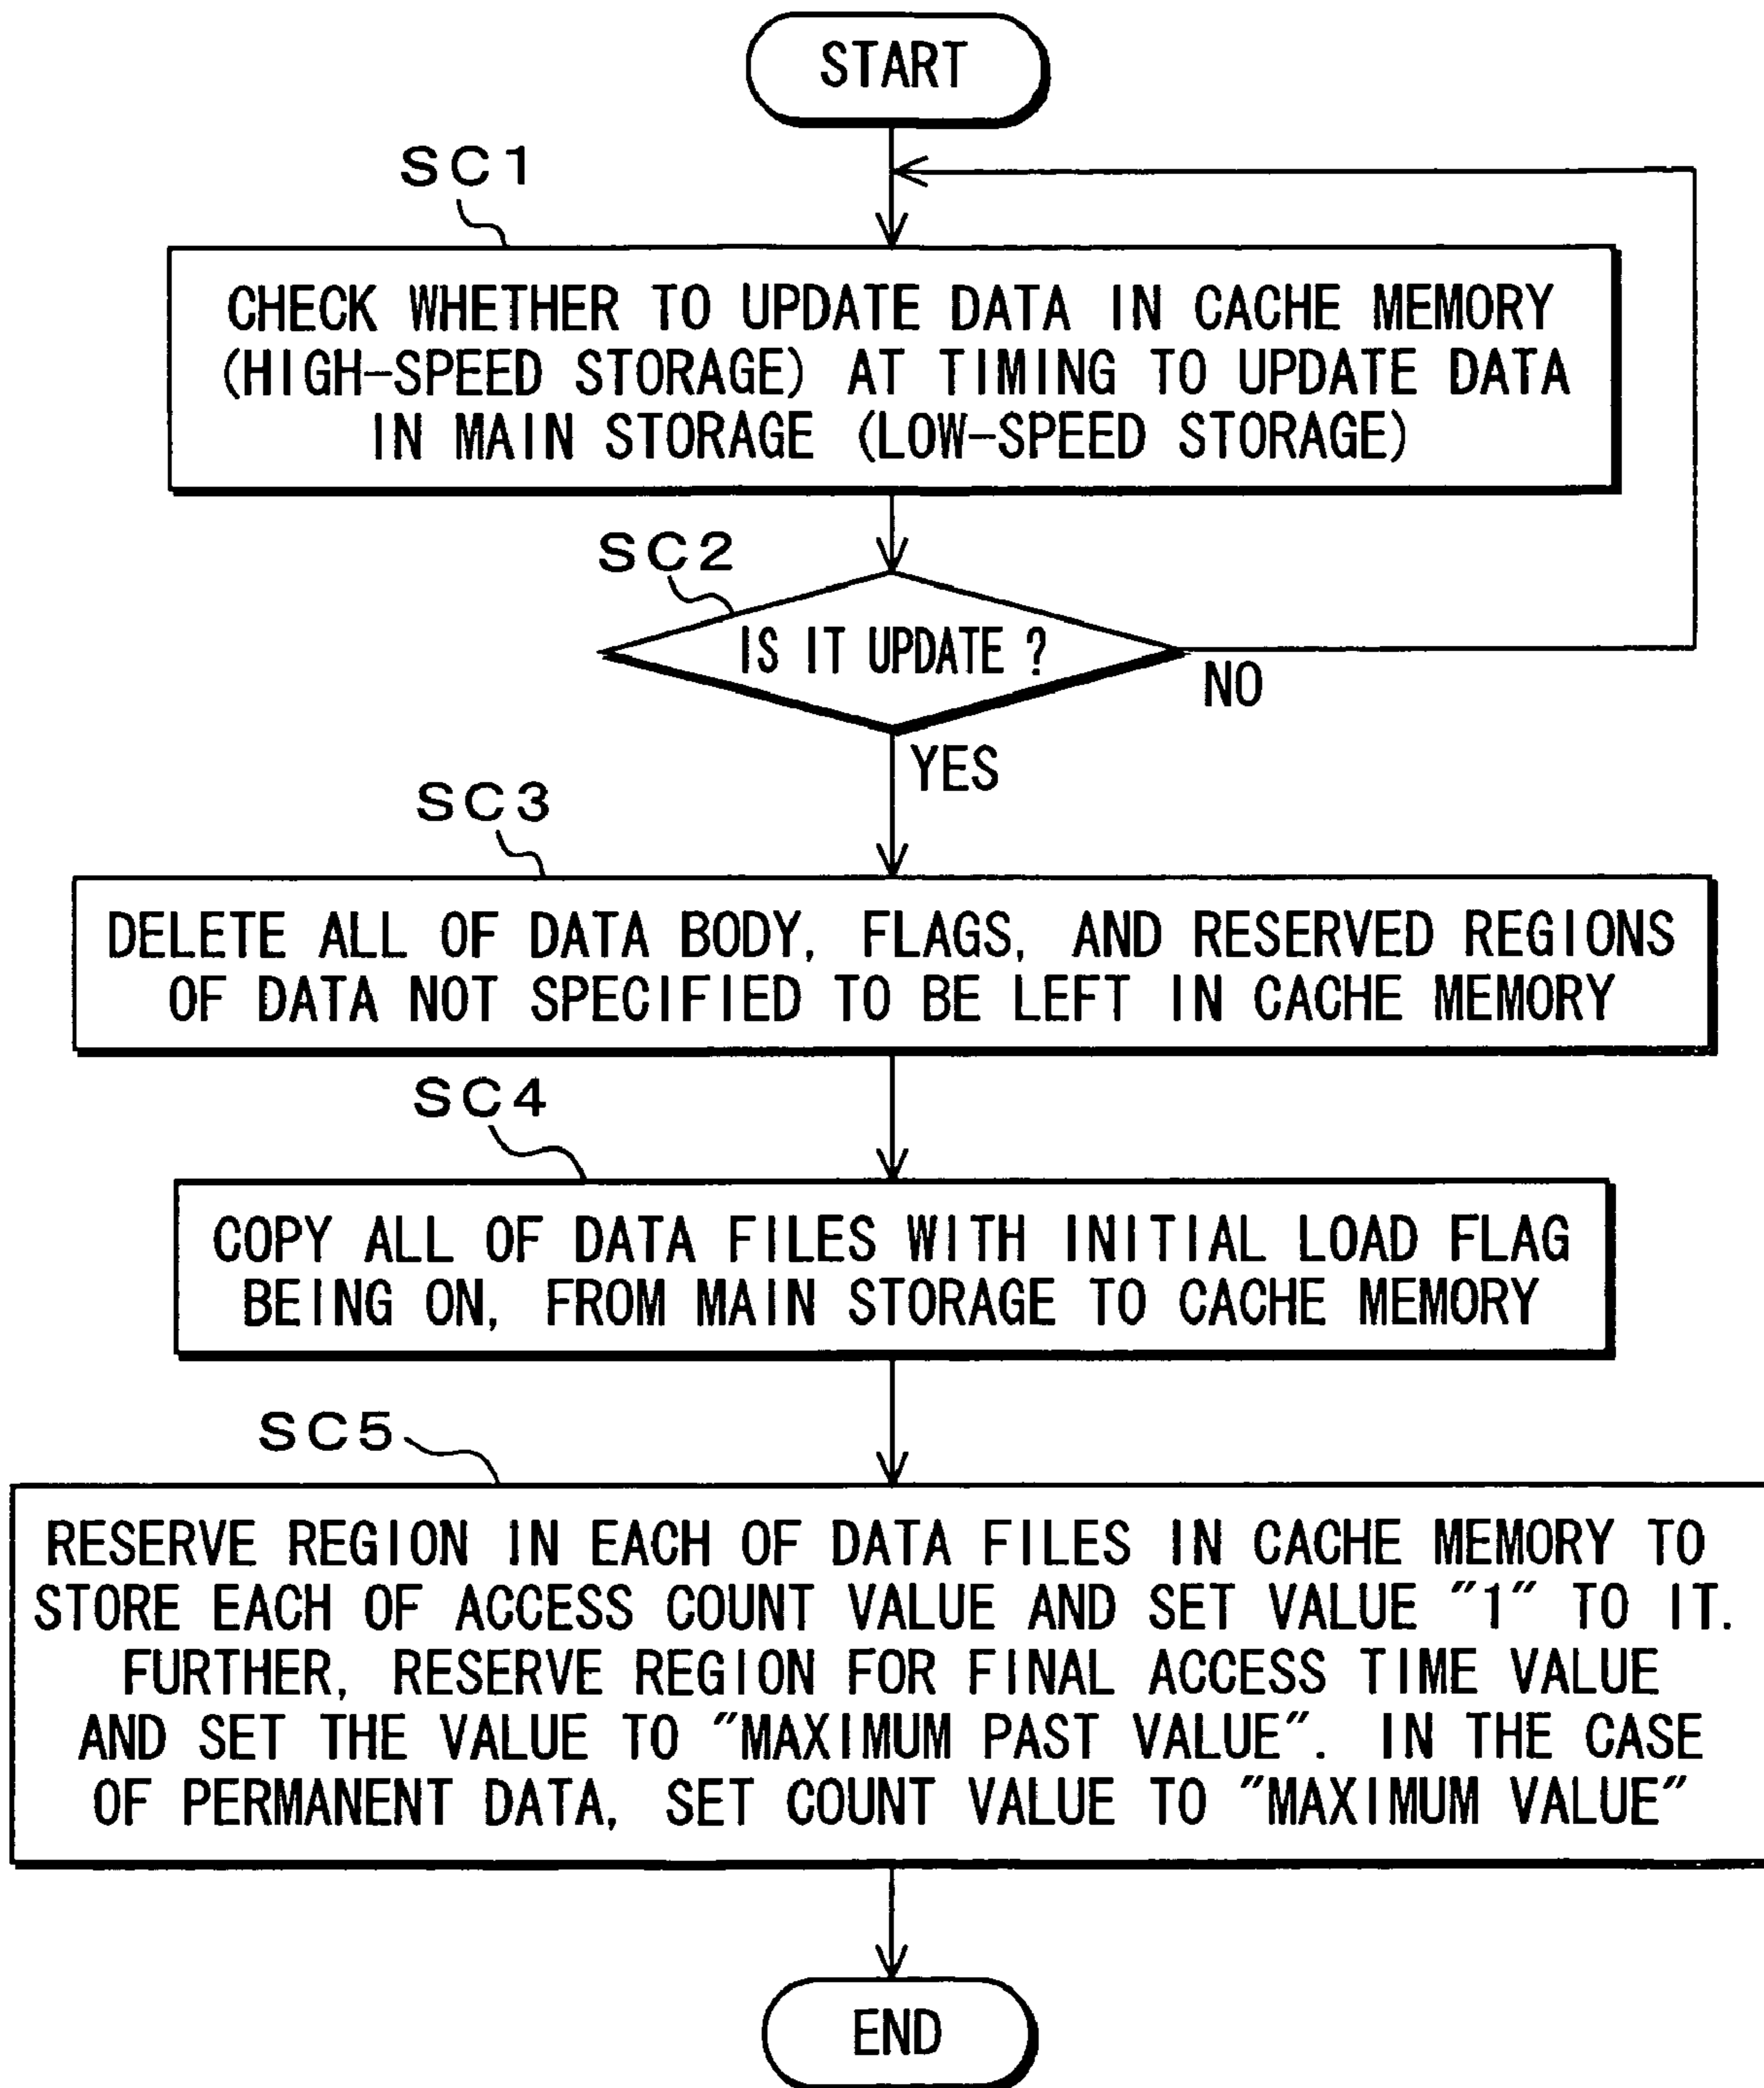 START
SC1
CHECK WHETHER TO UPDATE DATA IN CACHE MEMORY
(HIGH-SPEED STORAGE) AT TIMING TO UPDATE DATA
IN MAIN STORAGE (LOW-SPEED STORAGE)
SC2
IS IT UPDATE ?
NO
YES
SC3
DELETE ALL OF DATA BODY, FLAGS, AND RESERVED REGIONS
OF DATA NOT SPECIFIED TO BE LEFT IN CACHE MEMORY
SC4
COPY ALL OF DATA FILES WITH INITIAL LOAD FLAG
BEING ON, FROM MAIN STORAGE TO CACHE MEMORY
SC5
RESERVE REGION IN EACH OF DATA FILES IN CACHE MEMORY TO
STORE EACH OF ACCESS COUNT VALUE AND SET VALUE "1" TO IT.
FURTHER, RESERVE REGION FOR FINAL ACCESS TIME VALUE
AND SET THE VALUE TO "MAXIMUM PAST VALUE". IN THE CASE
OF PERMANENT DATA, SET COUNT VALUE TO "MAXIMUM VALUE"
END